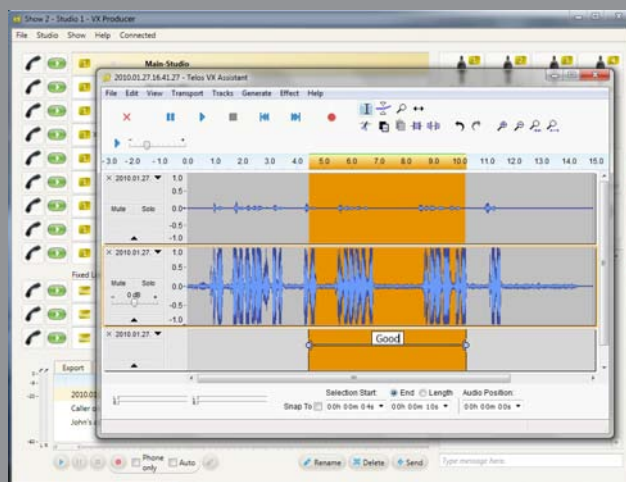 Show 2 - Studio 1 - VX Producer
File Studio Show Help Connected
Main-Studio
2010.01.27.16.41.27 - Telos VX Assistant
File Edit View Transport Tracks Generate Effect Help
-3.0 -2.0 -1.0 0.0 1.0 2.0 3.0 4.0 5.0 6.0 7.0 8.0 9.0 10.0 11.0 12.0 13.0 14.0 15.0
2010.01.27.
Mute Solo
1.0
0.5
0.0
-0.5
-1.0
Mute Solo
0 dB
- +
1.0
0.5
0.0
-0.5
-1.0
2010.01.27.
Good
Fixed Li
Export
2010.01
Caller o
John's
Selection Start: End Length Audio Position:
Snap To 00h 00m 04s 00h 00m 10s 00h 00m 00s
Phone only Auto
Rename Delete Send Type message here.